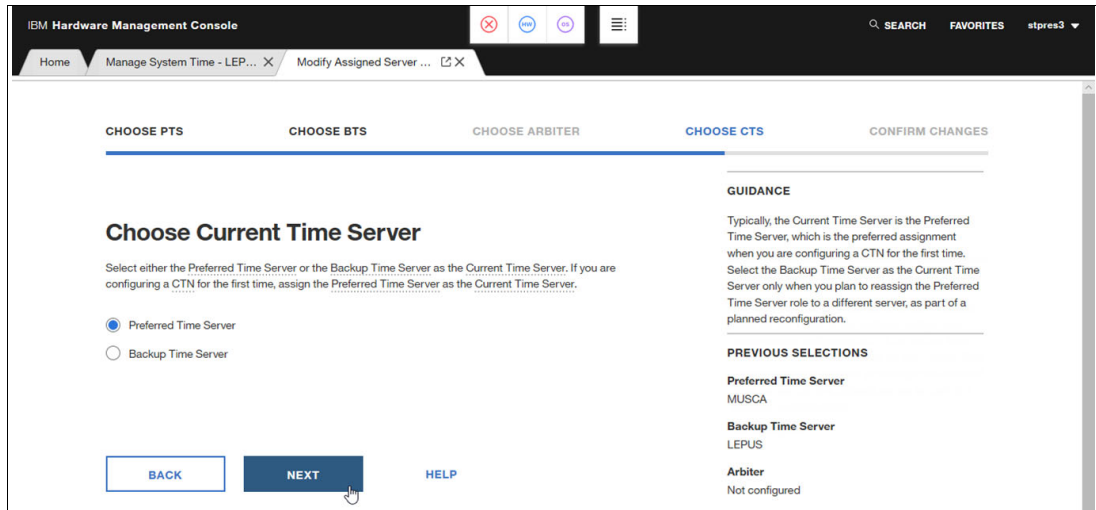 IBM Hardware Management Console
HW
OS
SEARCH
FAVORITES
stpres3
Home
Manage System Time - LEP...
Modify Assigned Server ...
CHOOSE PTS
CHOOSE BTS
CHOOSE ARBITER
CHOOSE CTS
CONFIRM CHANGES
Choose Current Time Server
Select either the Preferred Time Server or the Backup Time Server as the Current Time Server. If you are
configuring a CTN for the first time, assign the Preferred Time Server as the Current Time Server.
Preferred Time Server
Backup Time Server
BACK
NEXT
HELP
GUIDANCE
Typically, the Current Time Server is the Preferred
Time Server, which is the preferred assignment
when you are configuring a CTN for the first time.
Select the Backup Time Server as the Current Time
Server only when you plan to reassign the Preferred
Time Server role to a different server, as part of a
planned reconfiguration.
PREVIOUS SELECTIONS
Preferred Time Server
MUSCA
Backup Time Server
LEPUS
Arbiter
Not configured